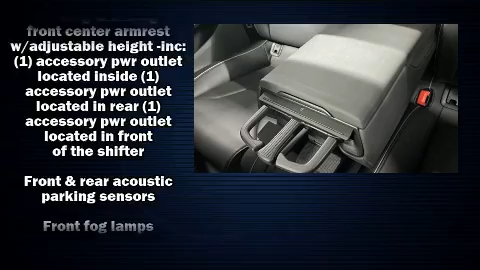 front center armrest
w/adjustable height -inc:
(1) accessory pwr outlet
located inside (1)
accessory pwr outlet
located in rear (1)
accessory pwr outlet
located in front
of the shifter
Front & rear acoustic
parking sensors
Front fog lamps